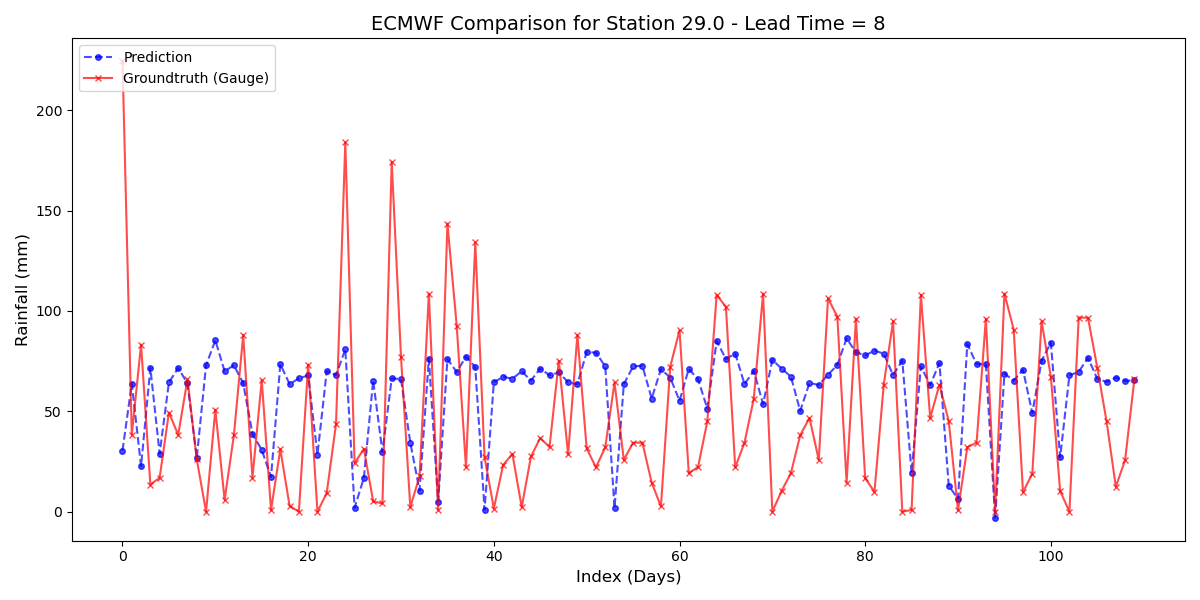 ECMWF Comparison for Station 29.0 - Lead Time = 8
Prediction
Groundtruth (Gauge)
Rainfall (mm)
200
150
100
50
0
0 20 40 60 80 100
Index (Days)